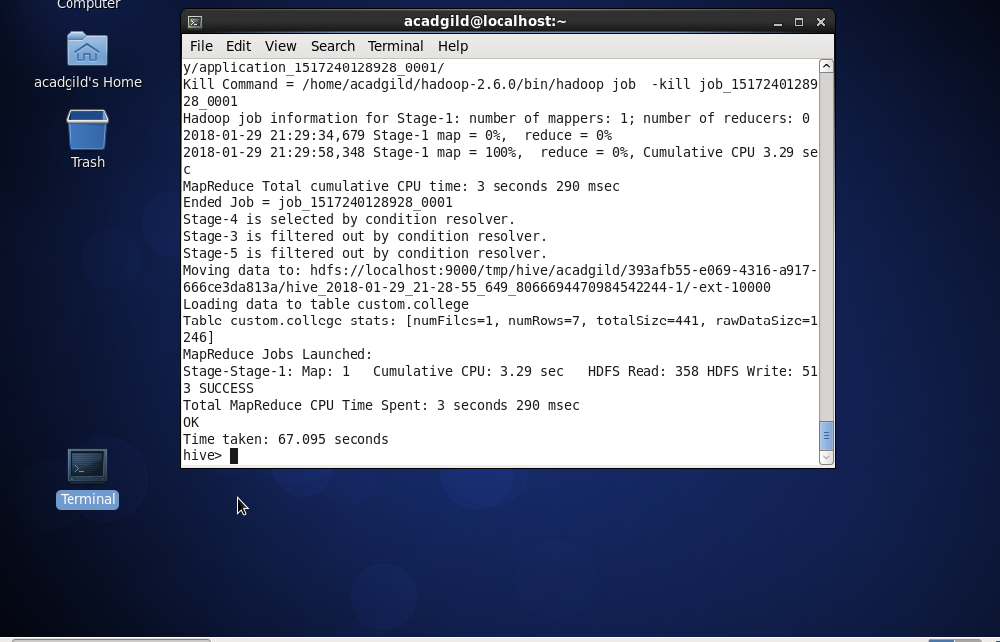 Computer
acadgild's Home
Trash
Terminal
acadgild@localhost:~
File Edit View Search Terminal Help
y/application_1517240128928_0001/
Kill Command = /home/acadgild/hadoop-2.6.0/bin/hadoop job  -kill job_15172401289
28_0001
Hadoop job information for Stage-1: number of mappers: 1; number of reducers: 0
2018-01-29 21:29:34,679 Stage-1 map = 0%,  reduce = 0%
2018-01-29 21:29:58,348 Stage-1 map = 100%,  reduce = 0%, Cumulative CPU 3.29 se
c
MapReduce Total cumulative CPU time: 3 seconds 290 msec
Ended Job = job_1517240128928_0001
Stage-4 is selected by condition resolver.
Stage-3 is filtered out by condition resolver.
Stage-5 is filtered out by condition resolver.
Moving data to: hdfs://localhost:9000/tmp/hive/acadgild/393afb55-e069-4316-a917-
666ce3da813a/hive_2018-01-29_21-28-55_649_8066694470984542244-1/-ext-10000
Loading data to table custom.college
Table custom.college stats: [numFiles=1, numRows=7, totalSize=441, rawDataSize=1
246]
MapReduce Jobs Launched:
Stage-Stage-1: Map: 1   Cumulative CPU: 3.29 sec   HDFS Read: 358 HDFS Write: 51
3 SUCCESS
Total MapReduce CPU Time Spent: 3 seconds 290 msec
OK
Time taken: 67.095 seconds
hive>